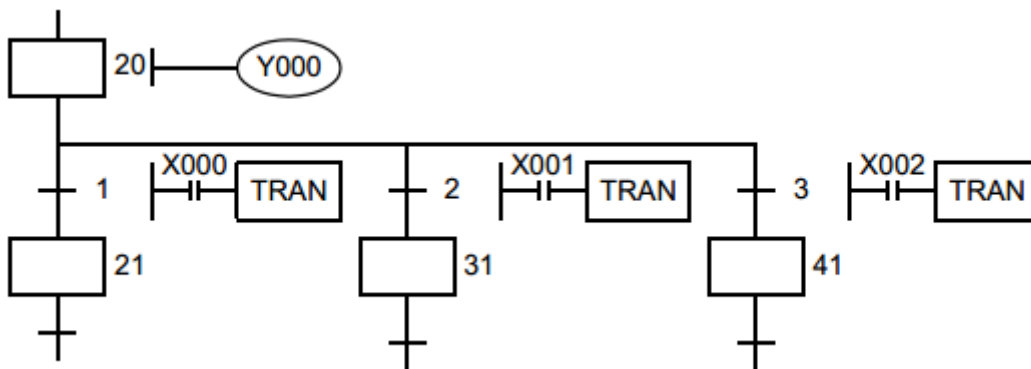 20 Y000
X000 X001 X002
1 TRAN 2 TRAN 3 TRAN
21 31 41